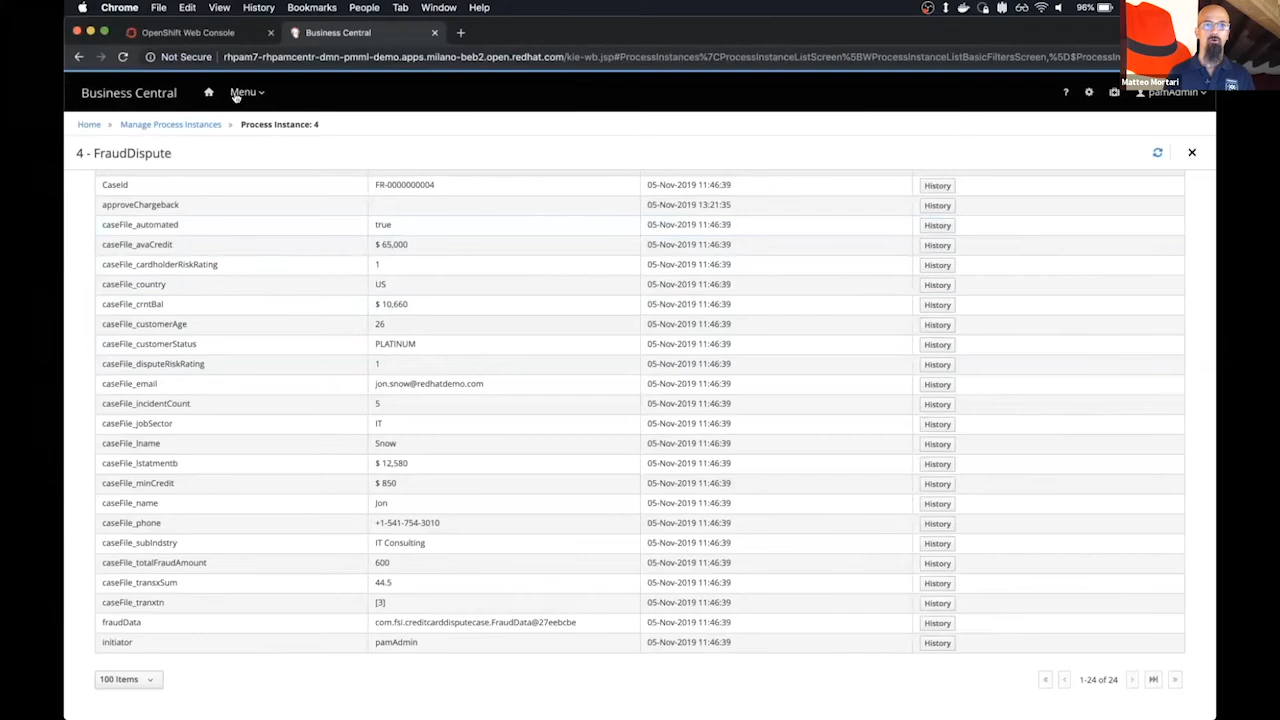 Chrome File Edit View History Bookmarks People Tab Window Help 96%
OpenShift Web Console Business Central
Not Secure rhpam7-rhpamcentr-dmn-pmml-demo.apps.milano-beb2.open.redhat.com/kie-wb.jsp#ProcessInstances%7CProcessInstanceListScreen%5BWProcessInstanceListBasicFiltersScreen,%5D$Progress
Matteo Mortari
Business Central Menu ? pamAdmin
Home » Manage Process Instances » Process Instance: 4
4 - FraudDispute
CaseId FR-0000000004 05-Nov-2019 11:46:39 History
approveChargeback 05-Nov-2019 13:21:35 History
caseFile_automated true 05-Nov-2019 11:46:39 History
caseFile_avaCredit $ 65,000 05-Nov-2019 11:46:39 History
caseFile_cardholderRiskRating 1 05-Nov-2019 11:46:39 History
caseFile_country US 05-Nov-2019 11:46:39 History
caseFile_crntBal $ 10,660 05-Nov-2019 11:46:39 History
caseFile_customerAge 26 05-Nov-2019 11:46:39 History
caseFile_customerStatus PLATINUM 05-Nov-2019 11:46:39 History
caseFile_disputeRiskRating 1 05-Nov-2019 11:46:39 History
caseFile_email jon.snow@redhatdemo.com 05-Nov-2019 11:46:39 History
caseFile_incidentCount 5 05-Nov-2019 11:46:39 History
caseFile_jobSector IT 05-Nov-2019 11:46:39 History
caseFile_lname Snow 05-Nov-2019 11:46:39 History
caseFile_lstatmentb $ 12,580 05-Nov-2019 11:46:39 History
caseFile_minCredit $ 850 05-Nov-2019 11:46:39 History
caseFile_name Jon 05-Nov-2019 11:46:39 History
caseFile_phone +1-541-754-3010 05-Nov-2019 11:46:39 History
caseFile_subIndstry IT Consulting 05-Nov-2019 11:46:39 History
caseFile_totalFraudAmount 600 05-Nov-2019 11:46:39 History
caseFile_transxSum 44.5 05-Nov-2019 11:46:39 History
caseFile_tranxtn [3] 05-Nov-2019 11:46:39 History
fraudData com.fsi.creditcarddisputecase.FraudData@27eebcbe 05-Nov-2019 11:46:39 History
initiator pamAdmin 05-Nov-2019 11:46:39 History
100 Items 1-24 of 24